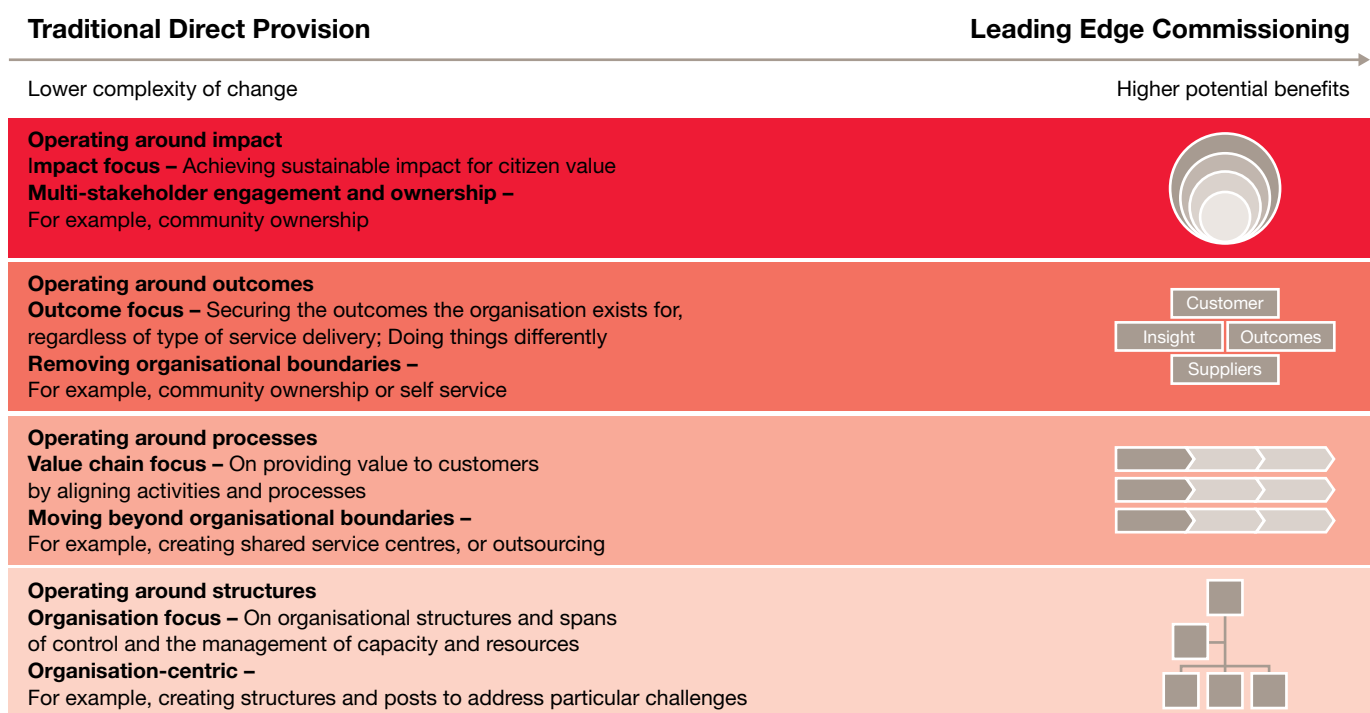 Traditional Direct Provision
Leading Edge Commissioning
Lower complexity of change
Higher potential benefits
Operating around impact
Impact focus – Achieving sustainable impact for citizen value
Multi-stakeholder engagement and ownership –
For example, community ownership
Operating around outcomes
Outcome focus – Securing the outcomes the organisation exists for,
regardless of type of service delivery; Doing things differently
Removing organisational boundaries –
For example, community ownership or self service
Customer
Insight
Outcomes
Suppliers
Operating around processes
Value chain focus – On providing value to customers
by aligning activities and processes
Moving beyond organisational boundaries –
For example, creating shared service centres, or outsourcing
Operating around structures
Organisation focus – On organisational structures and spans
of control and the management of capacity and resources
Organisation-centric –
For example, creating structures and posts to address particular challenges